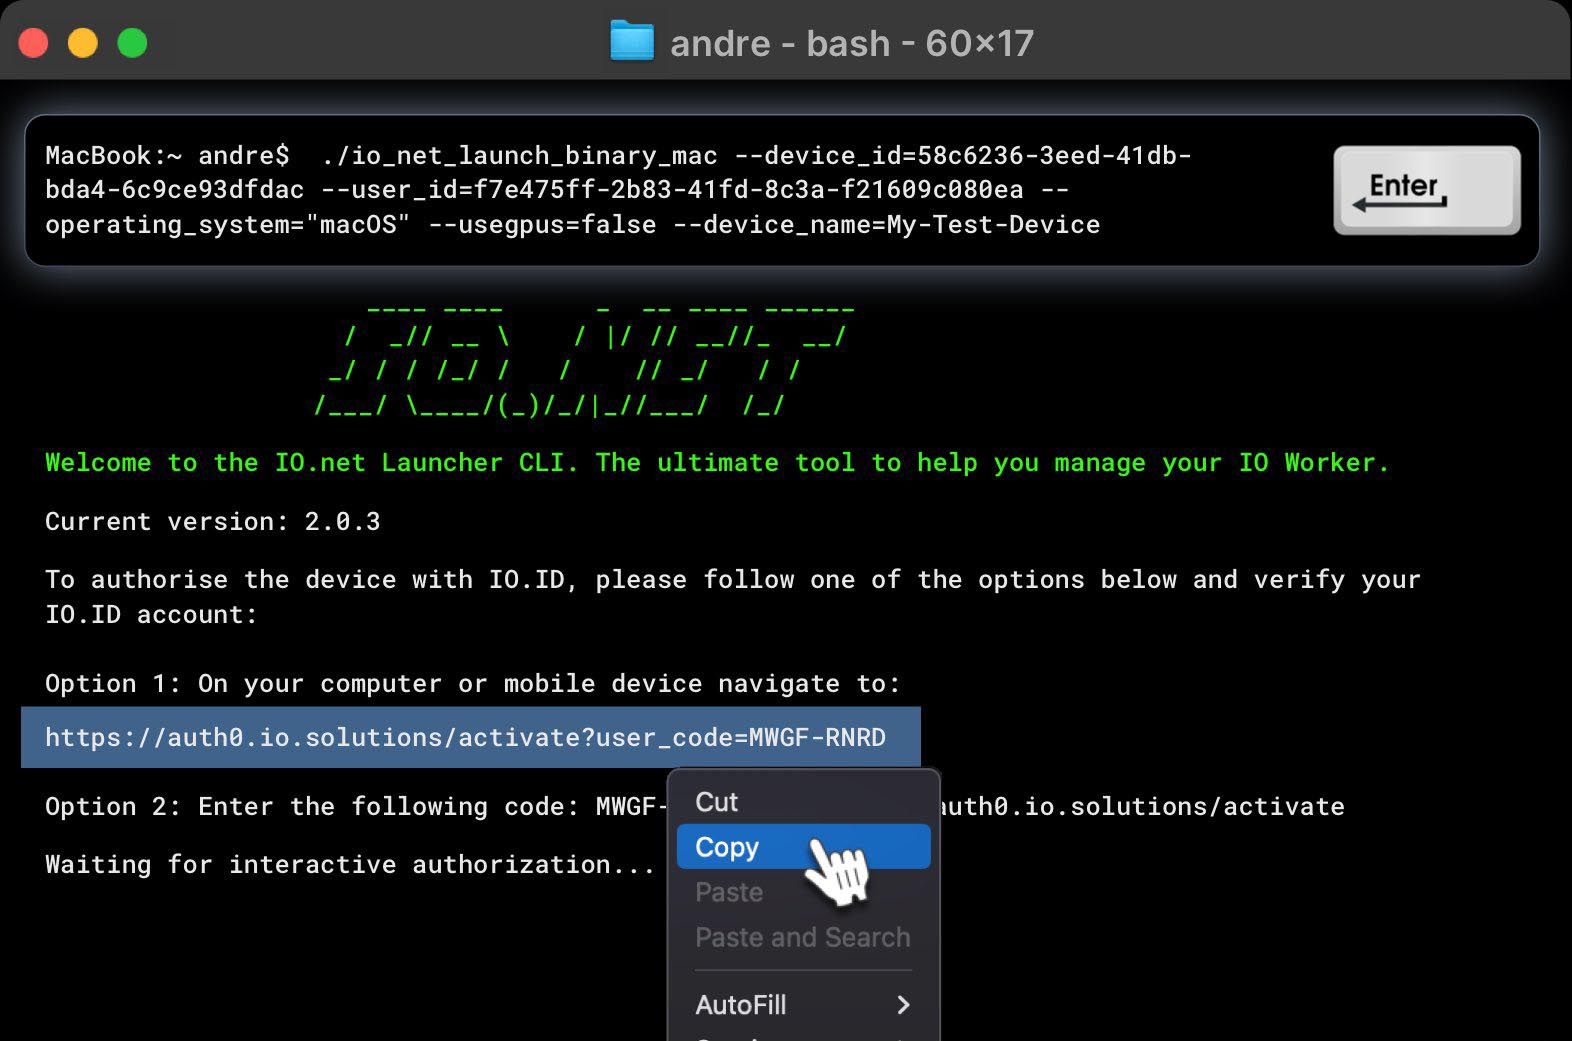 andre - bash - 60×17
MacBook:~ andre$  ./io_net_launch_binary_mac --device_id=58c6236-3eed-41db-
bda4-6c9ce93dfdac --user_id=f7e475ff-2b83-41fd-8c3a-f21609c080ea --
operating_system="macOS" --usegpus=false --device_name=My-Test-Device
Enter
IO.NET
Welcome to the IO.net Launcher CLI. The ultimate tool to help you manage your IO Worker.
Current version: 2.0.3
To authorise the device with IO.ID, please follow one of the options below and verify your
IO.ID account:
Option 1: On your computer or mobile device navigate to:
https://auth0.io.solutions/activate?user_code=MWGF-RNRD
Option 2: Enter the following code: MWGF- auth0.io.solutions/activate
Waiting for interactive authorization...
Cut
Copy
Paste
Paste and Search
AutoFill